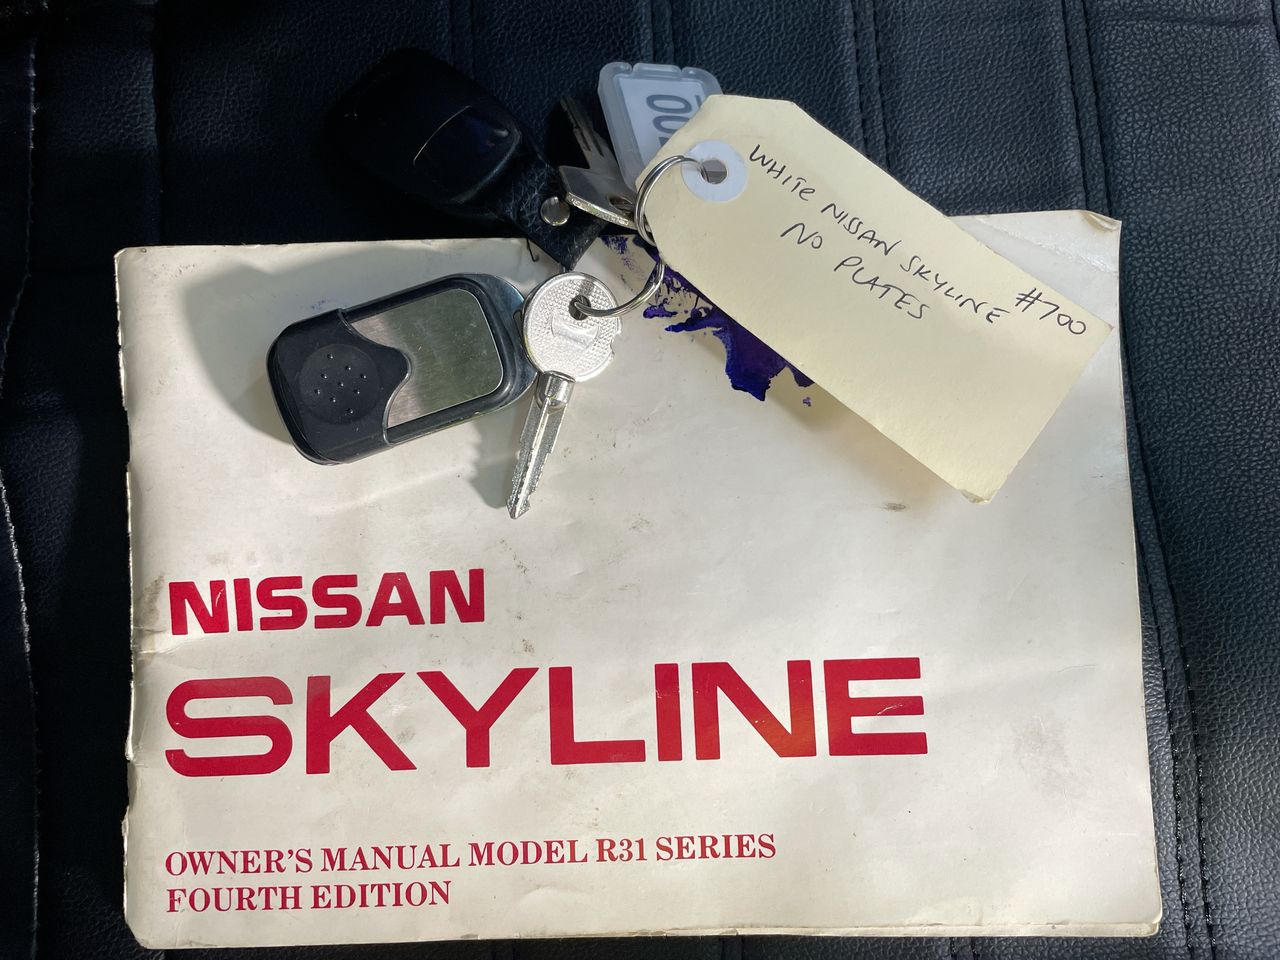 WHITE NISSAN SKYLINE #700
NO PLATES
NISSAN
SKYLINE
OWNER'S MANUAL MODEL R31 SERIES
FOURTH EDITION